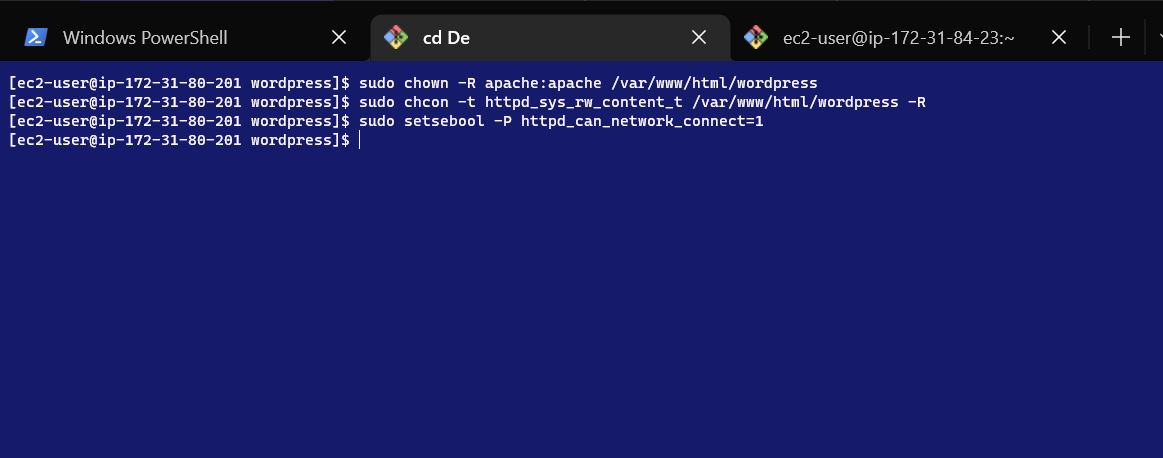 Windows PowerShell
cd De
ec2-user@ip-172-31-84-23:~
[ec2-user@ip-172-31-80-201 wordpress]$ sudo chown -R apache:apache /var/www/html/wordpress
[ec2-user@ip-172-31-80-201 wordpress]$ sudo chcon -t httpd_sys_rw_content_t /var/www/html/wordpress -R
[ec2-user@ip-172-31-80-201 wordpress]$ sudo setsebool -P httpd_can_network_connect=1
[ec2-user@ip-172-31-80-201 wordpress]$